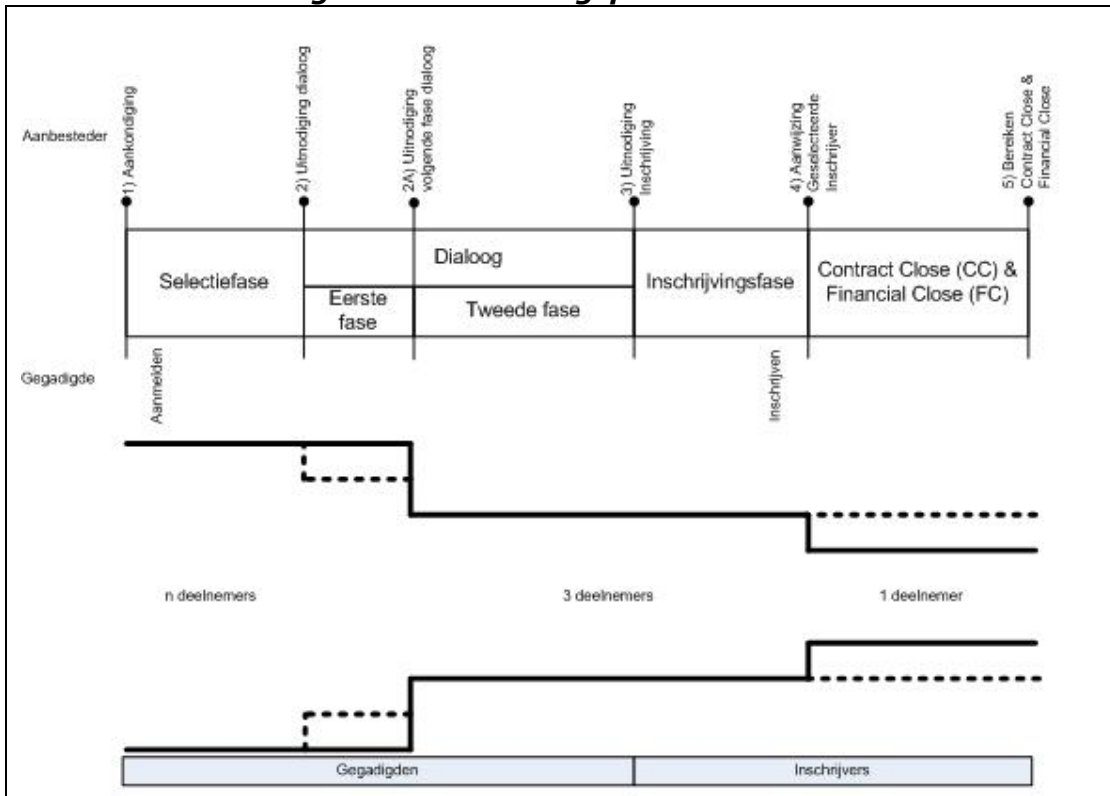 Aanbesteder
1) Aankondiging
2) Uitnodiging dialoog
2A) Uitnodiging
volgende fase dialoog
3) Uitnodiging
Inschrijving
4) Aanwijzing
Geselecteerde
Inschrijver
5) Bereiken
Contract Close &
Financial Close
Selectiefase
Dialoog
Eerste
fase
Tweede fase
Inschrijvingsfase
Contract Close (CC) &
Financial Close (FC)
Gegadigde
Aanmelden
Inschrijven
n deelnemers
3 deelnemers
1 deelnemer
Gegadigden
Inschrijvers